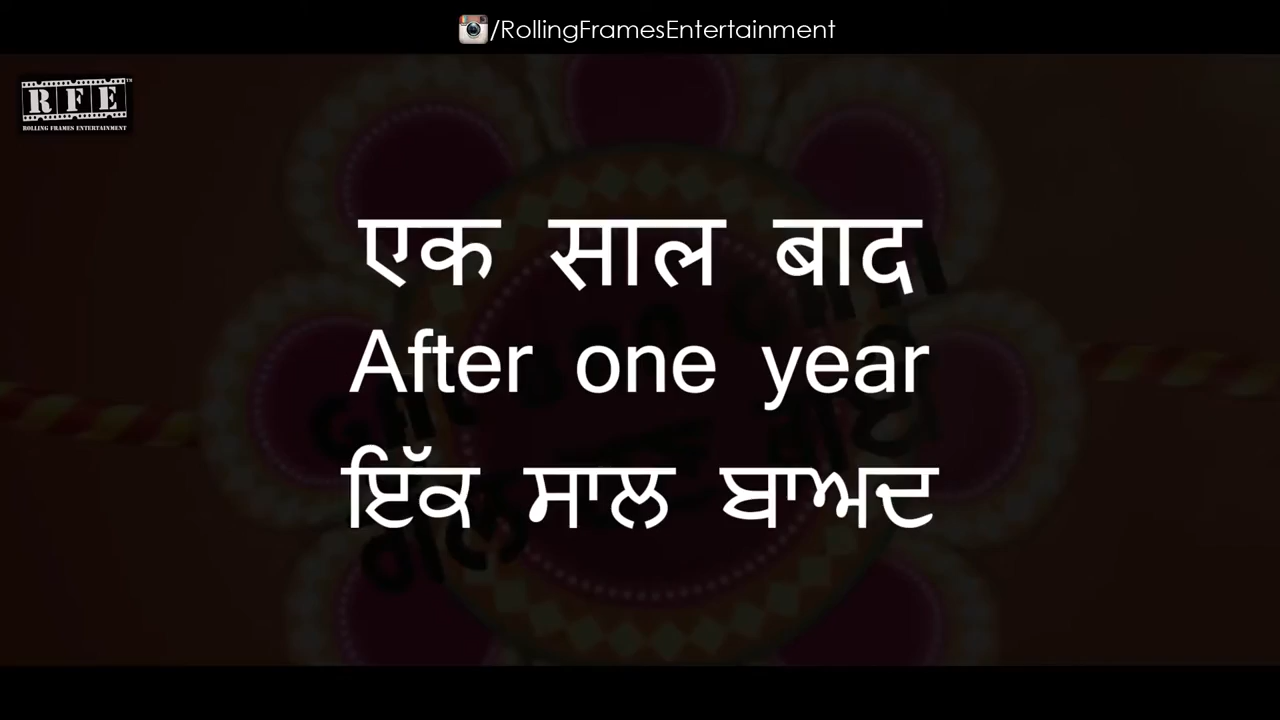 /RollingFramesEntertainment
RFE
ROLLING FRAMES ENTERTAINMENT
एक साल बाद
After one year
ਇੱਕ ਸਾਲ ਬਾਅਦ